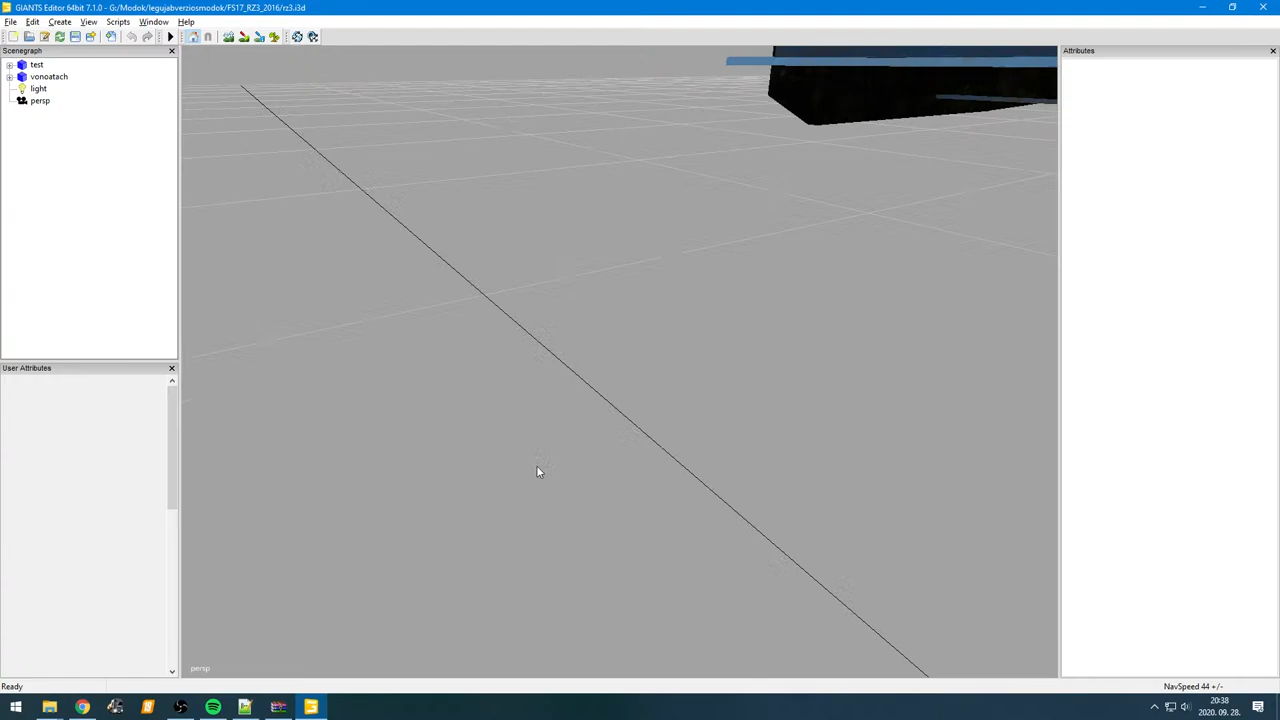 GIANTS Editor 64bit 7.1.0 - G:/Modok/legujabverziosmodok/FS17_RZ3_2016/rz3.i3d
File Edit Create View Scripts Window Help
Scenegraph
Attributes
test
vonoatach
light
persp
User Attributes
persp
Ready
NavSpeed 44 +/-
20:38
2020. 09. 28.